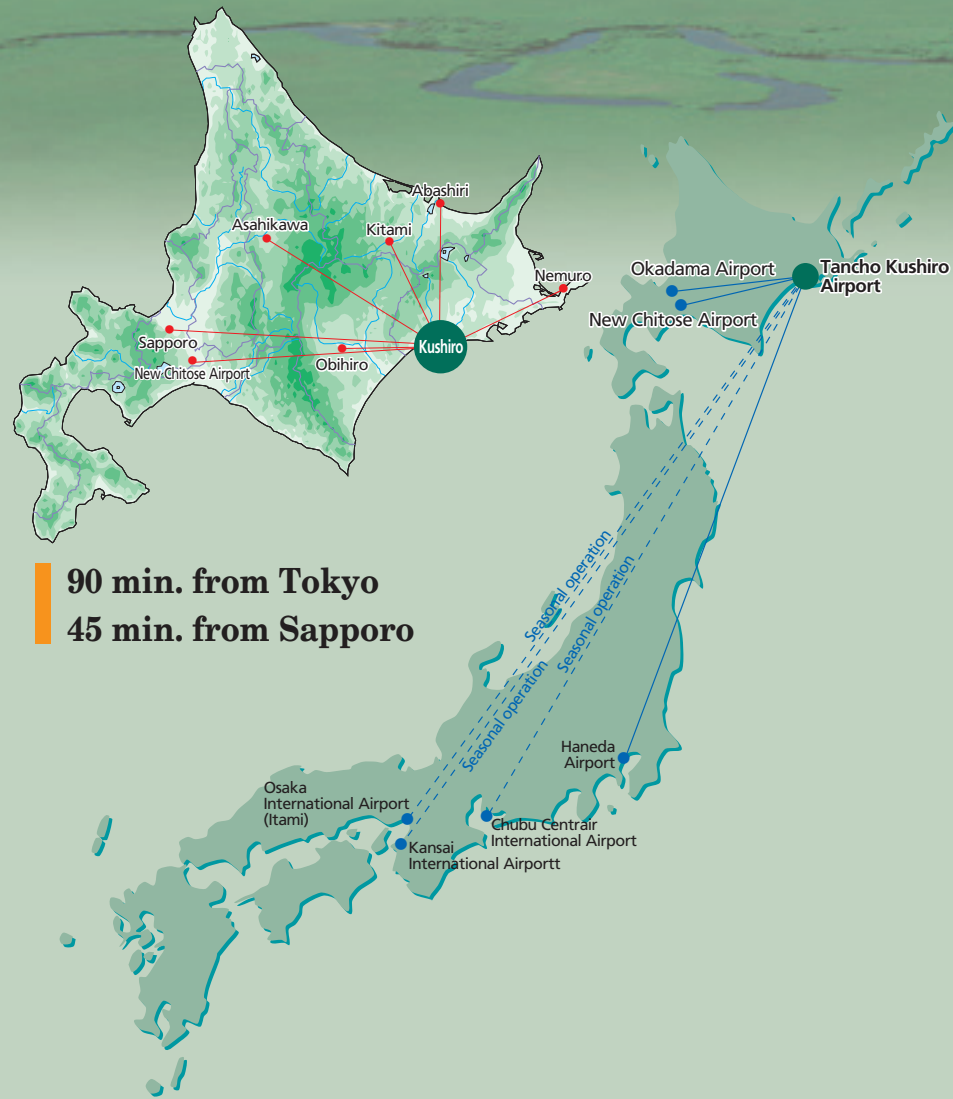 Abashiri
Asahikawa
Kitami
Nemuro
Sapporo
New Chitose Airport
Obihiro
Kushiro
Okadama Airport
New Chitose Airport
Tancho Kushiro
Airport
90 min. from Tokyo
45 min. from Sapporo
Seasonal operation
Seasonal operation
Seasonal operation
Haneda
Airport
Osaka
International Airport
(Itami)
Chubu Centrair
International Airport
Kansai
International Airportt